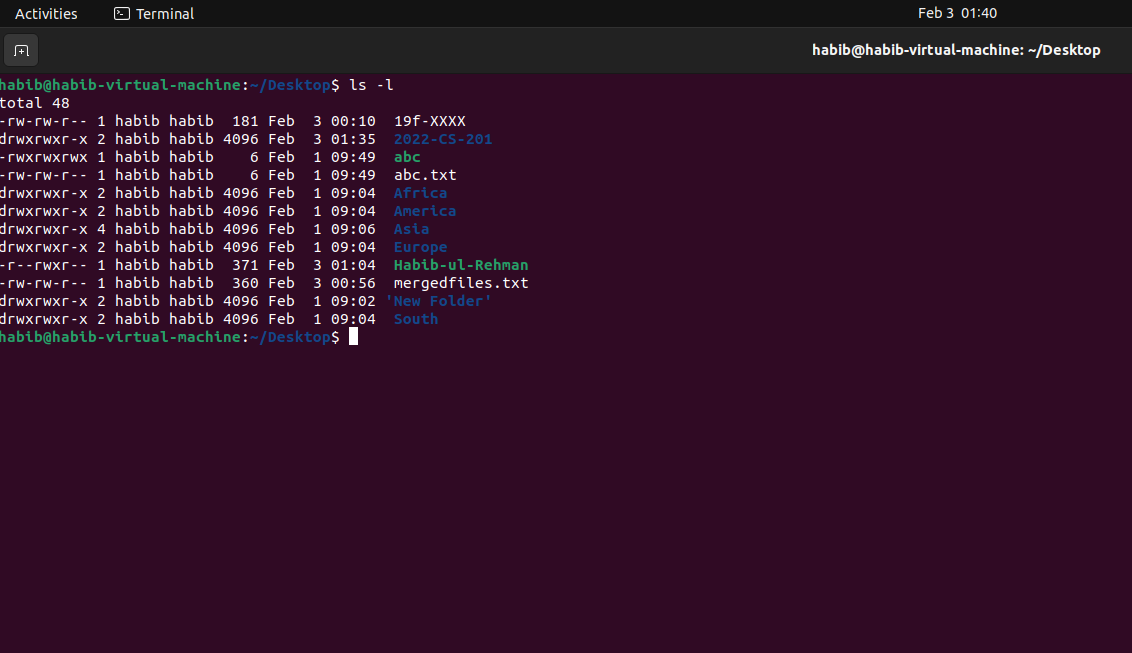 Activities Terminal Feb 3 01:40
habib@habib-virtual-machine: ~/Desktop
habib@habib-virtual-machine:~/Desktop$ ls -l
total 48
-rw-rw-r-- 1 habib habib  181 Feb  3 00:10  19f-XXXX
drwxrwxr-x 2 habib habib 4096 Feb  3 01:35  2022-CS-201
-rwxrwxrwx 1 habib habib    6 Feb  1 09:49  abc
-rw-rw-r-- 1 habib habib    6 Feb  1 09:49  abc.txt
drwxrwxr-x 2 habib habib 4096 Feb  1 09:04  Africa
drwxrwxr-x 2 habib habib 4096 Feb  1 09:04  America
drwxrwxr-x 4 habib habib 4096 Feb  1 09:06  Asia
drwxrwxr-x 2 habib habib 4096 Feb  1 09:04  Europe
-r--rwxr-- 1 habib habib  371 Feb  3 01:04  Habib-ul-Rehman
-rw-rw-r-- 1 habib habib  360 Feb  3 00:56  mergedfiles.txt
drwxrwxr-x 2 habib habib 4096 Feb  1 09:02 'New Folder'
drwxrwxr-x 2 habib habib 4096 Feb  1 09:04  South
habib@habib-virtual-machine:~/Desktop$